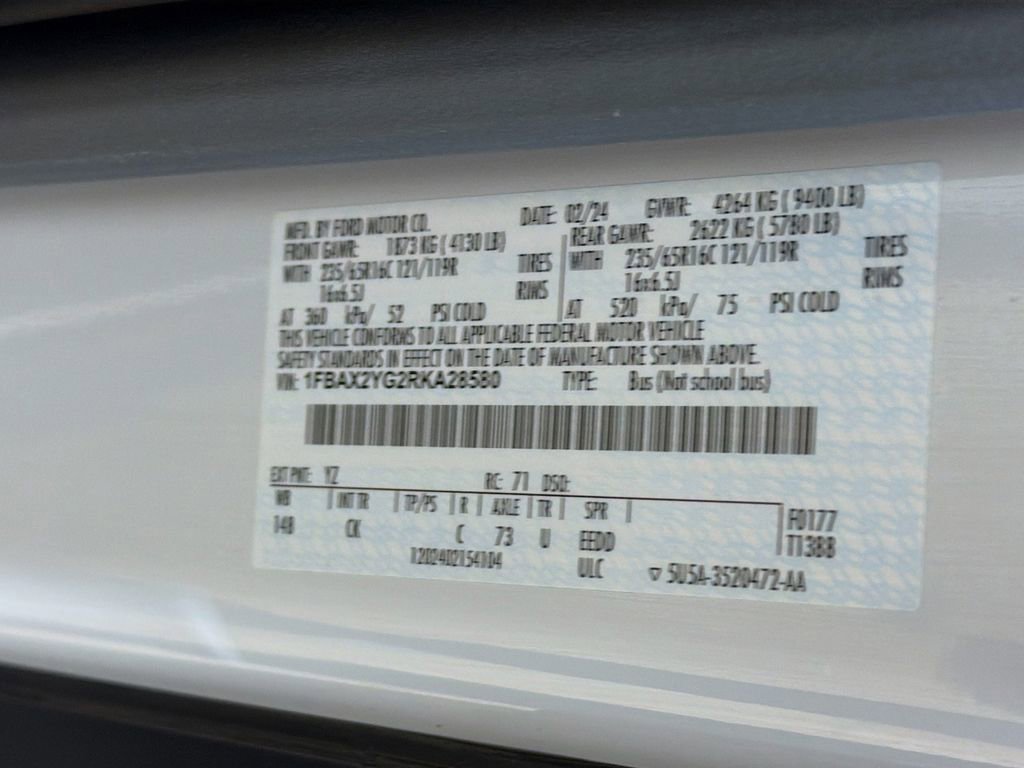 MFD. BY FORD MOTOR CO. DATE: 02/24 GVWR: 4264 KG ( 9400 LB)
FRONT GAWR: 1873 KG ( 4130 LB) REAR GAWR: 2622 KG ( 5780 LB)
WITH 235/65R16C 121/119R TIRES WITH 235/65R16C 121/119R TIRES
16x6.5J RIMS 16x6.5J RIMS
AT 360 kPa/ 52 PSI COLD AT 520 kPa/ 75 PSI COLD
THIS VEHICLE CONFORMS TO ALL APPLICABLE FEDERAL MOTOR VEHICLE
SAFETY STANDARDS IN EFFECT ON THE DATE OF MANUFACTURE SHOWN ABOVE.
VIN: 1FBAX2YG2RKA28580 TYPE: Bus (Not school bus)
EXT PNT: YZ RC: 71 DSO:
WB INT TR TP/PS R AXLE TR SPR F0177
148 CK C 73 U EEDD T1388
ULC ▽ 5U5A-3520472-AA